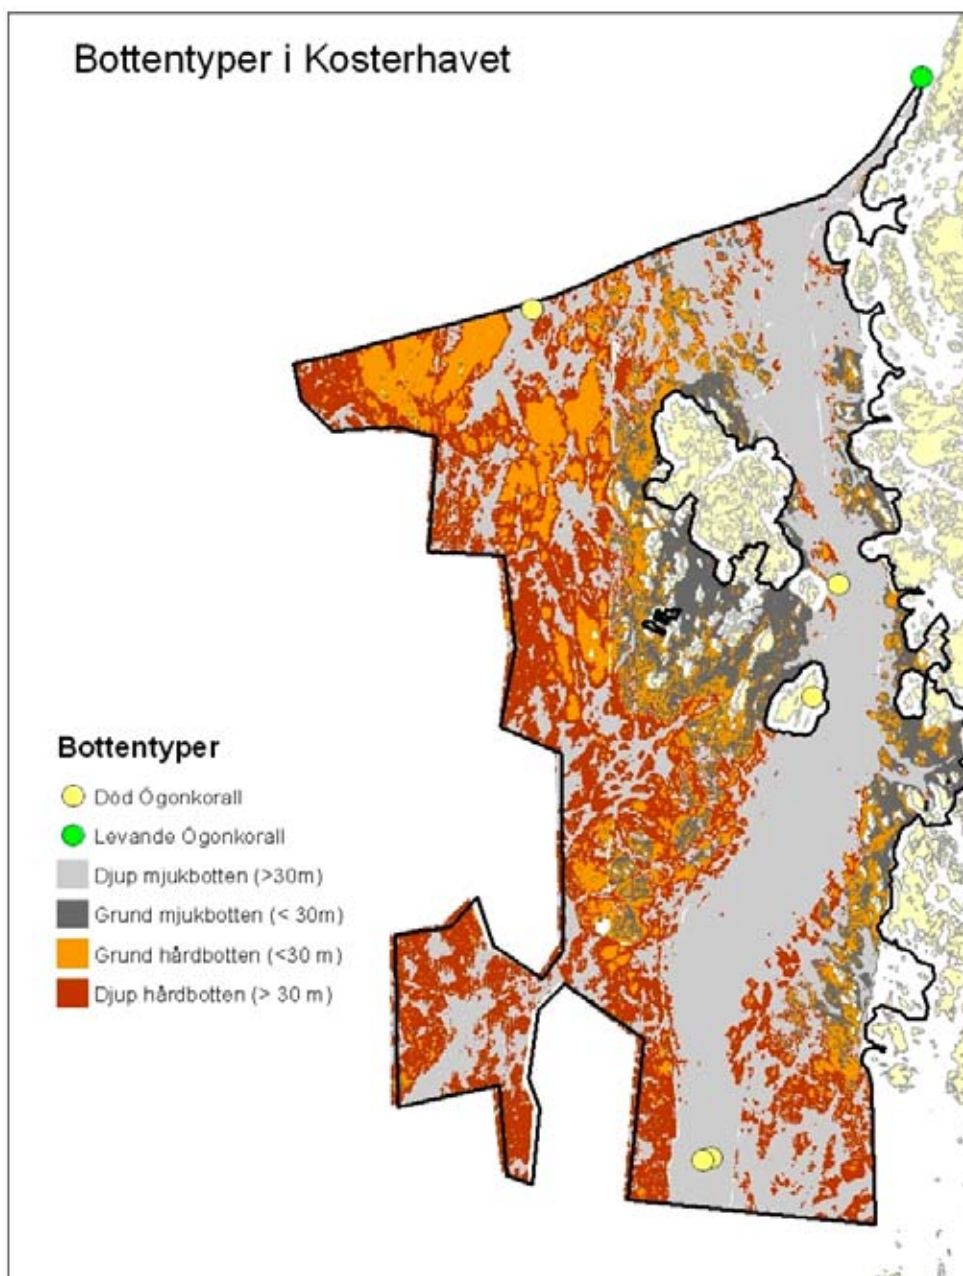 Bottentyper i Kosterhavet
Bottentyper
Död Ögonkorall
Levande Ögonkorall
Djup mjukbotten (>30m)
Grund mjukbotten (< 30m)
Grund hårdbotten (<30 m)
Djup hårdbotten (> 30 m)